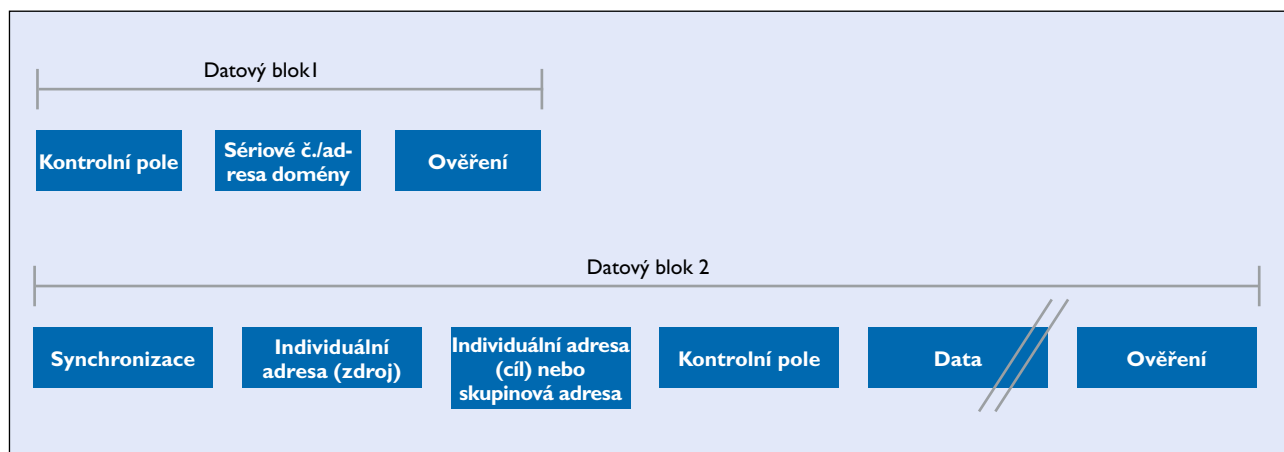 Datový blok1
Kontrolní pole
Sériové č./ad-
resa domény
Ověření
Datový blok 2
Synchronizace
Individuální
adresa (zdroj)
Individuální adresa
(cíl) nebo
skupinová adresa
Kontrolní pole
Data
Ověření